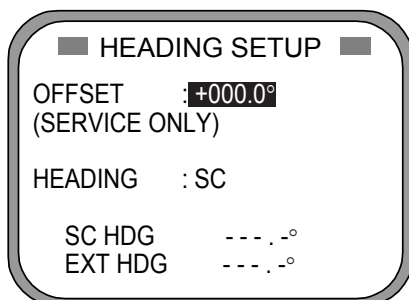 HEADING SETUP
OFFSET : +000.0°
(SERVICE ONLY)
HEADING : SC
SC HDG - - - . -°
EXT HDG - - - . -°